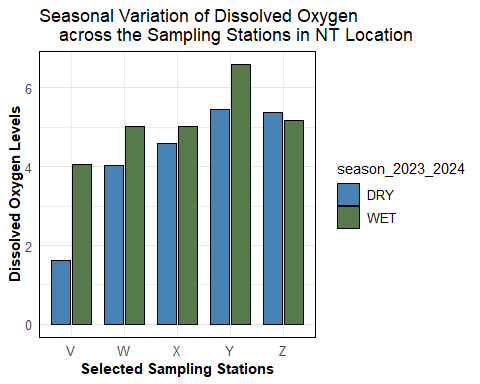 Seasonal Variation of Dissolved Oxygen
across the Sampling Stations in NT Location
Dissolved Oxygen Levels
6
4
2
0
V W X Y Z
Selected Sampling Stations
season_2023_2024
DRY
WET